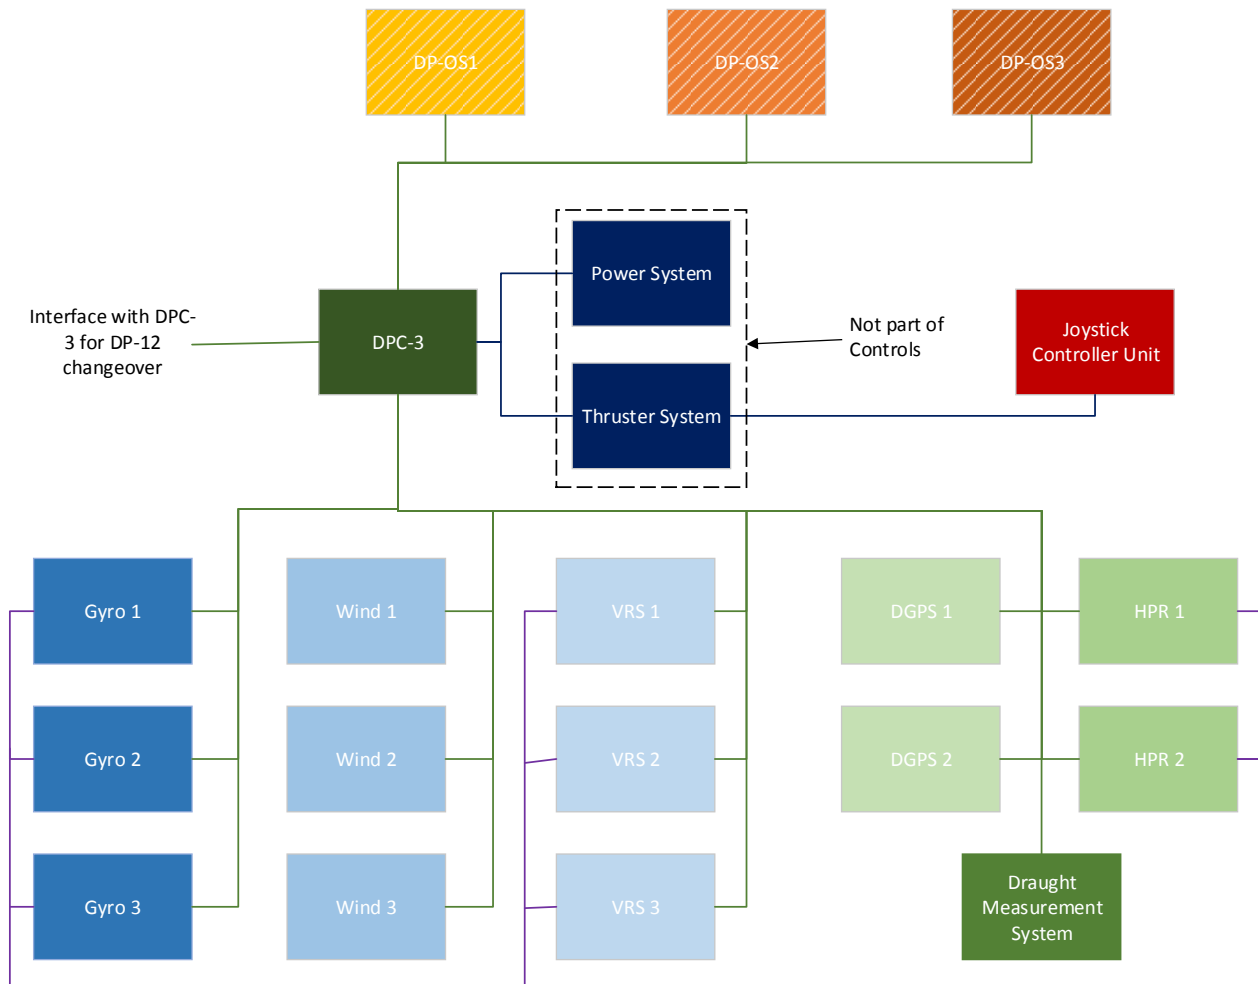 DP-OS1
DP-OS2
DP-OS3
Power System
Interface with DPC-
3 for DP-12
changeover
DPC-3
Not part of
Controls
Joystick
Controller Unit
Thruster System
Gyro 1
Wind 1
VRS 1
DGPS 1
HPR 1
Gyro 2
Wind 2
VRS 2
DGPS 2
HPR 2
Gyro 3
Wind 3
VRS 3
Draught
Measurement
System